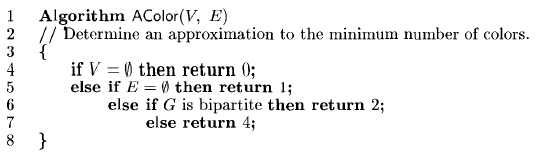 1 Algorithm AColor(V, E)
2 // Determine an approximation to the minimum number of colors.
3 {
4 if V = ∅ then return 0;
5 else if E = ∅ then return 1;
6 else if G is bipartite then return 2;
7 else return 4;
8 }